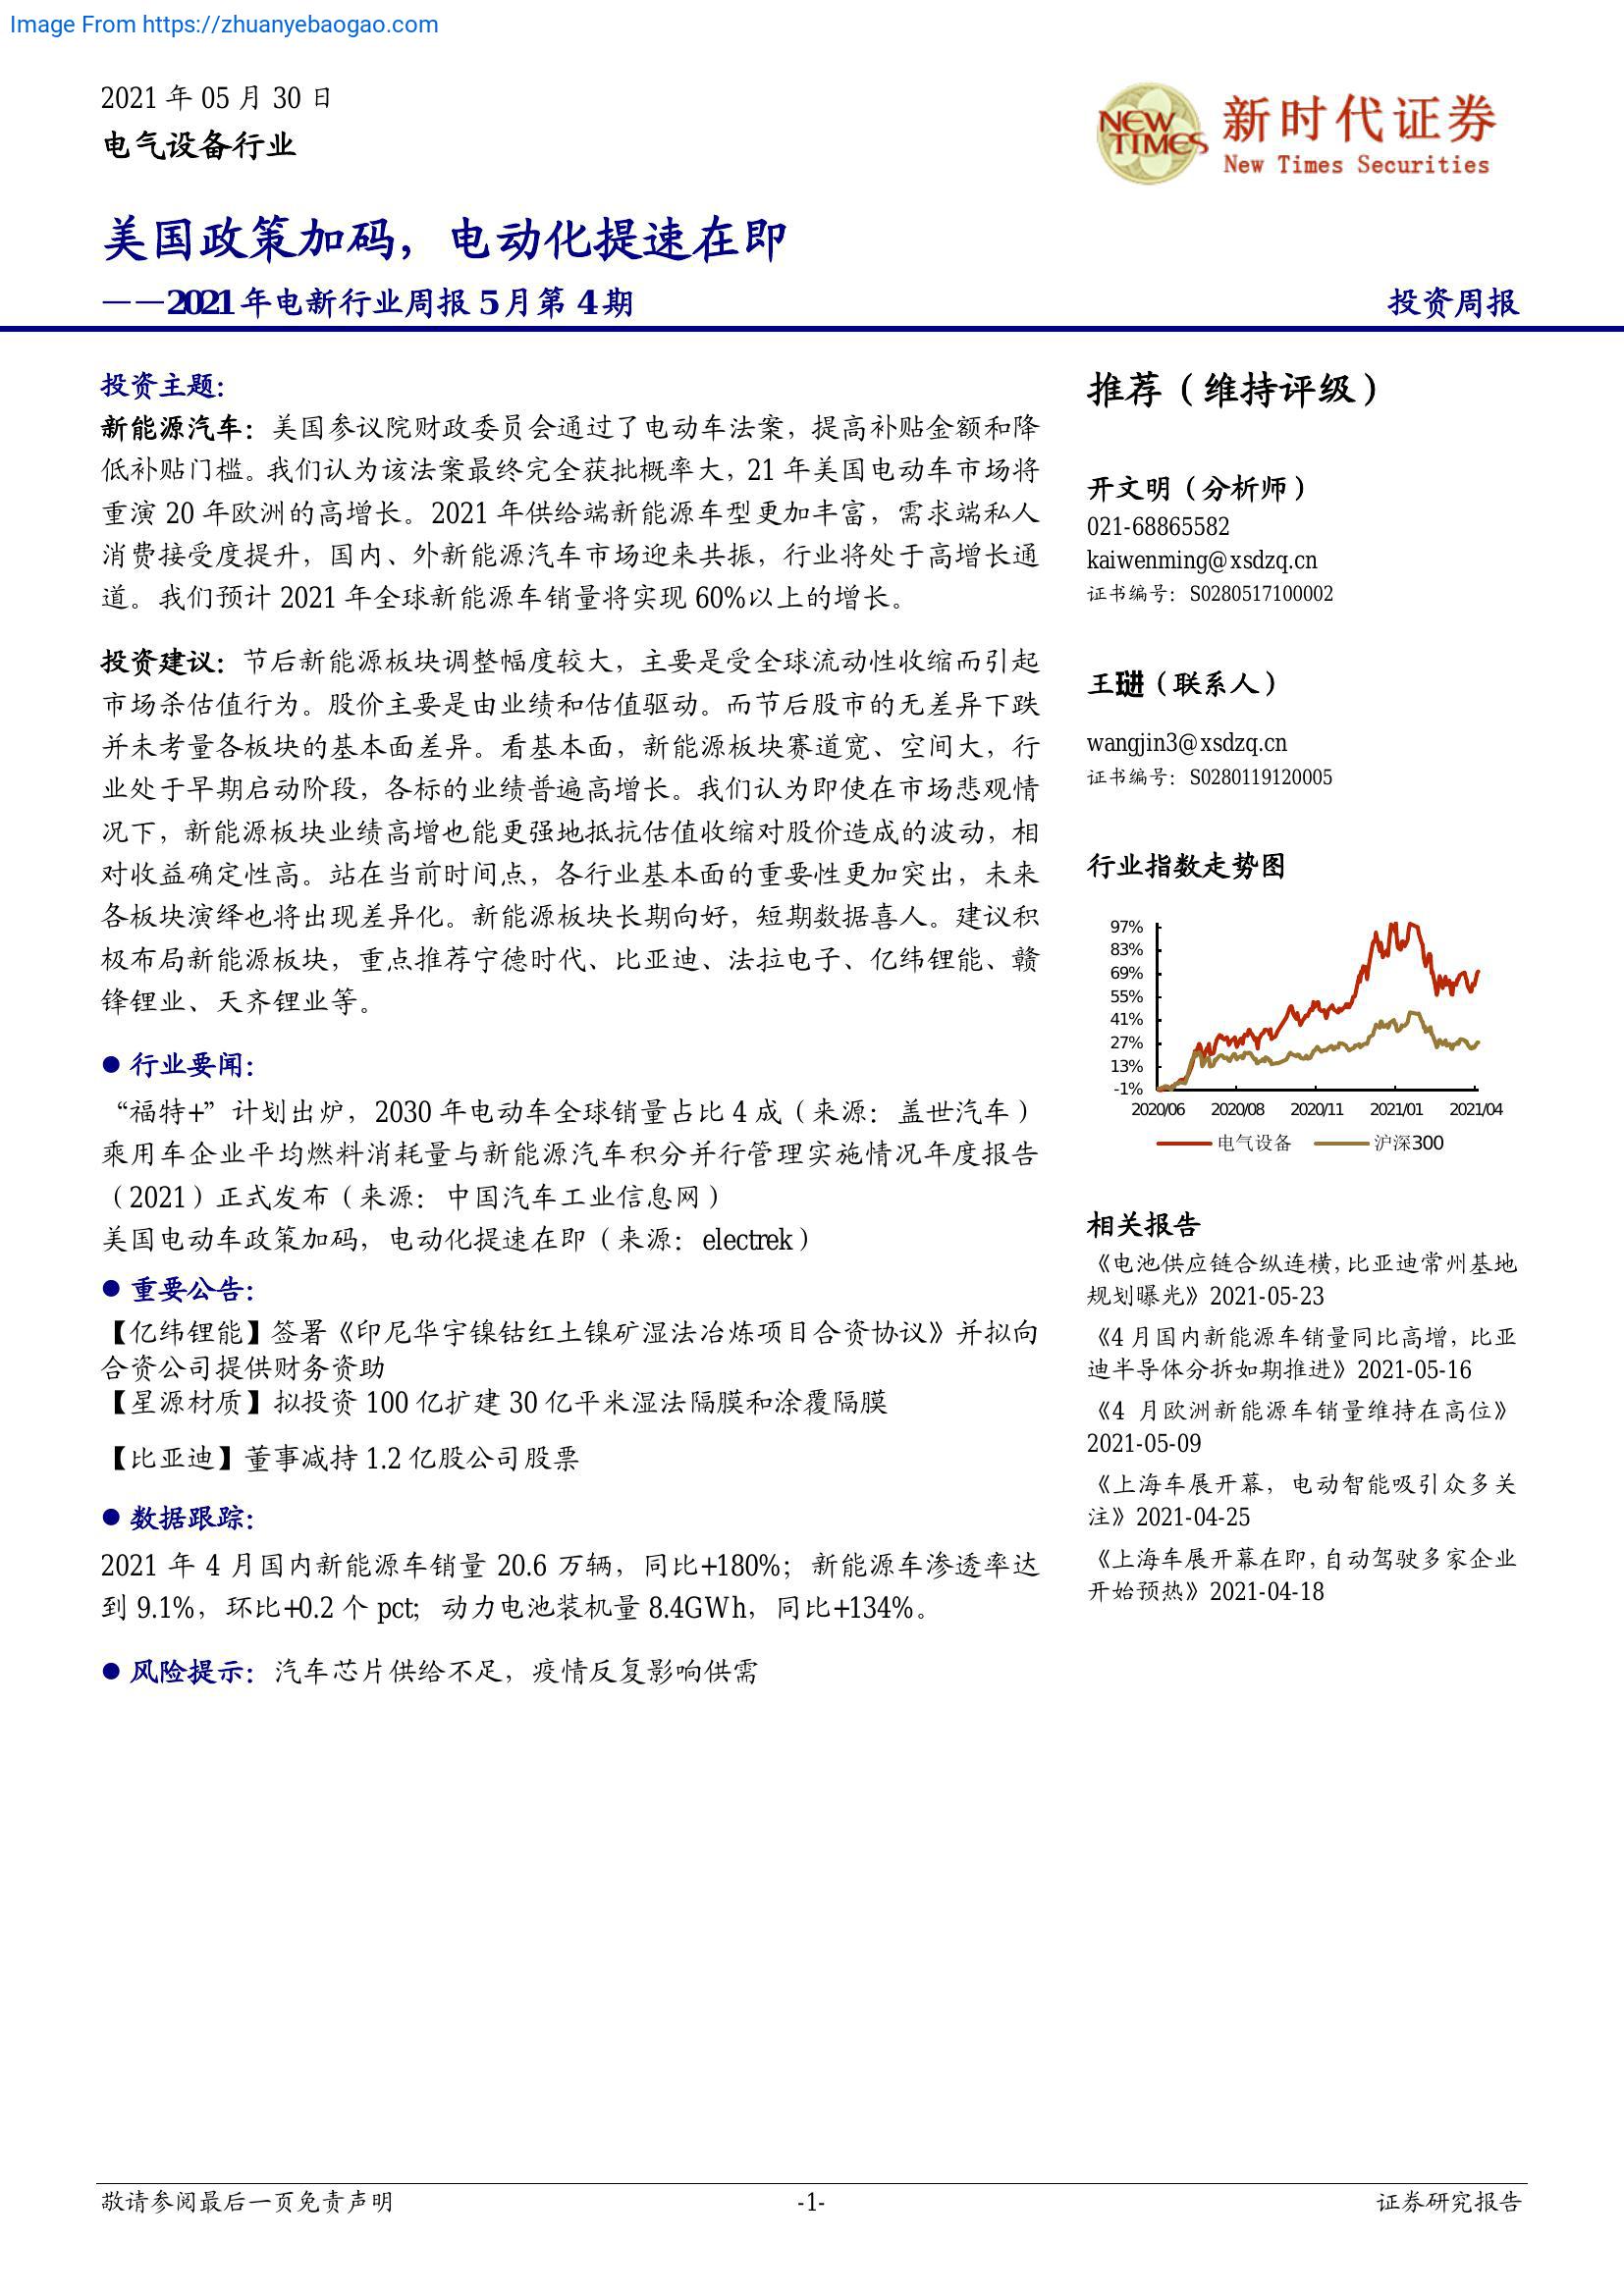 Image From https://zhuanyebaogao.com
2021 年 05 月 30 日
电气设备行业
NEW TIMES
新时代证券
New Times Securities
美国政策加码，电动化提速在即
——2021 年电新行业周报 5 月第 4 期
投资周报
投资主题：
新能源汽车：美国参议院财政委员会通过了电动车法案，提高补贴金额和降
低补贴门槛。我们认为该法案最终完全获批概率大，21 年美国电动车市场将
重演 20 年欧洲的高增长。2021 年供给端新能源车型更加丰富，需求端私人
消费接受度提升，国内、外新能源汽车市场迎来共振，行业将处于高增长通
道。我们预计 2021 年全球新能源车销量将实现 60%以上的增长。
投资建议：节后新能源板块调整幅度较大，主要是受全球流动性收缩而引起
市场杀估值行为。股价主要是由业绩和估值驱动。而节后股市的无差异下跌
并未考量各板块的基本面差异。看基本面，新能源板块赛道宽、空间大，行
业处于早期启动阶段，各标的业绩普遍高增长。我们认为即使在市场悲观情
况下，新能源板块业绩高增也能更强地抵抗估值收缩对股价造成的波动，相
对收益确定性高。站在当前时间点，各行业基本面的重要性更加突出，未来
各板块演绎也将出现差异化。新能源板块长期向好，短期数据喜人。建议积
极布局新能源板块，重点推荐宁德时代、比亚迪、法拉电子、亿纬锂能、赣
锋锂业、天齐锂业等。
● 行业要闻：
“福特+”计划出炉，2030 年电动车全球销量占比 4 成（来源：盖世汽车）
乘用车企业平均燃料消耗量与新能源汽车积分并行管理实施情况年度报告
（2021）正式发布（来源：中国汽车工业信息网）
美国电动车政策加码，电动化提速在即（来源：electrek）
● 重要公告：
【亿纬锂能】签署《印尼华宇镍钴红土镍矿湿法冶炼项目合资协议》并拟向
合资公司提供财务资助
【星源材质】拟投资 100 亿扩建 30 亿平米湿法隔膜和涂覆隔膜
【比亚迪】董事减持 1.2 亿股公司股票
● 数据跟踪：
2021 年 4 月国内新能源车销量 20.6 万辆，同比+180%；新能源车渗透率达
到 9.1%，环比+0.2 个 pct；动力电池装机量 8.4GWh，同比+134%。
● 风险提示：汽车芯片供给不足，疫情反复影响供需
推荐（维持评级）
开文明（分析师）
021-68865582
kaiwenming@xsdzq.cn
证书编号：S0280517100002
王琎（联系人）
wangjin3@xsdzq.cn
证书编号：S0280119120005
行业指数走势图
97%
83%
69%
55%
41%
27%
13%
-1%
2020/06 2020/08 2020/11 2021/01 2021/04
电气设备 沪深300
相关报告
《电池供应链合纵连横，比亚迪常州基地
规划曝光》2021-05-23
《4 月国内新能源车销量同比高增，比亚
迪半导体分拆如期推进》2021-05-16
《4 月欧洲新能源车销量维持在高位》
2021-05-09
《上海车展开幕，电动智能吸引众多关
注》2021-04-25
《上海车展开幕在即，自动驾驶多家企业
开始预热》2021-04-18
敬请参阅最后一页免责声明
-1-
证券研究报告